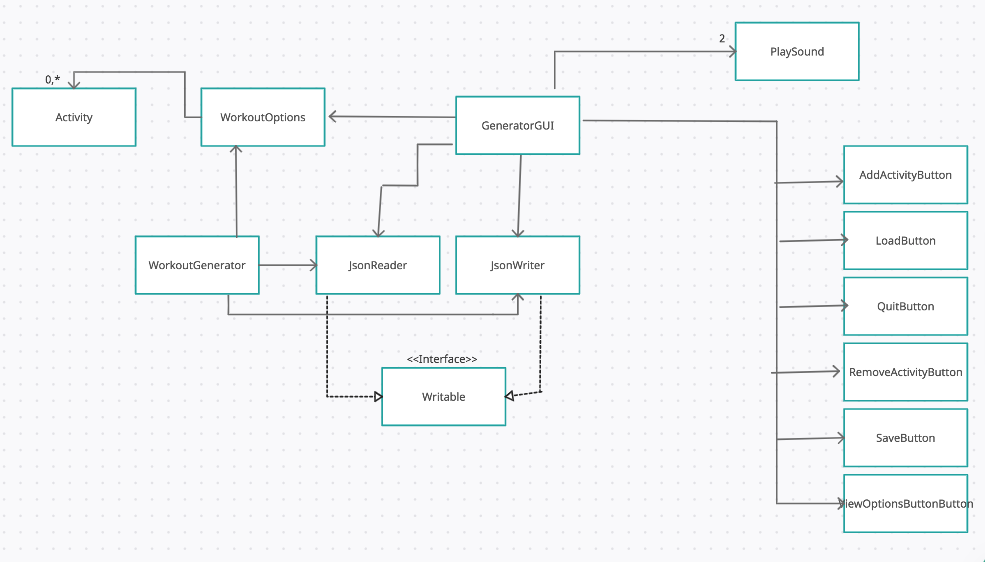 2
PlaySound
0,*
Activity
WorkoutOptions
GeneratorGUI
AddActivityButton
LoadButton
WorkoutGenerator
JsonReader
JsonWriter
QuitButton
<<Interface>>
Writable
RemoveActivityButton
SaveButton
iewOptionsButtonButton